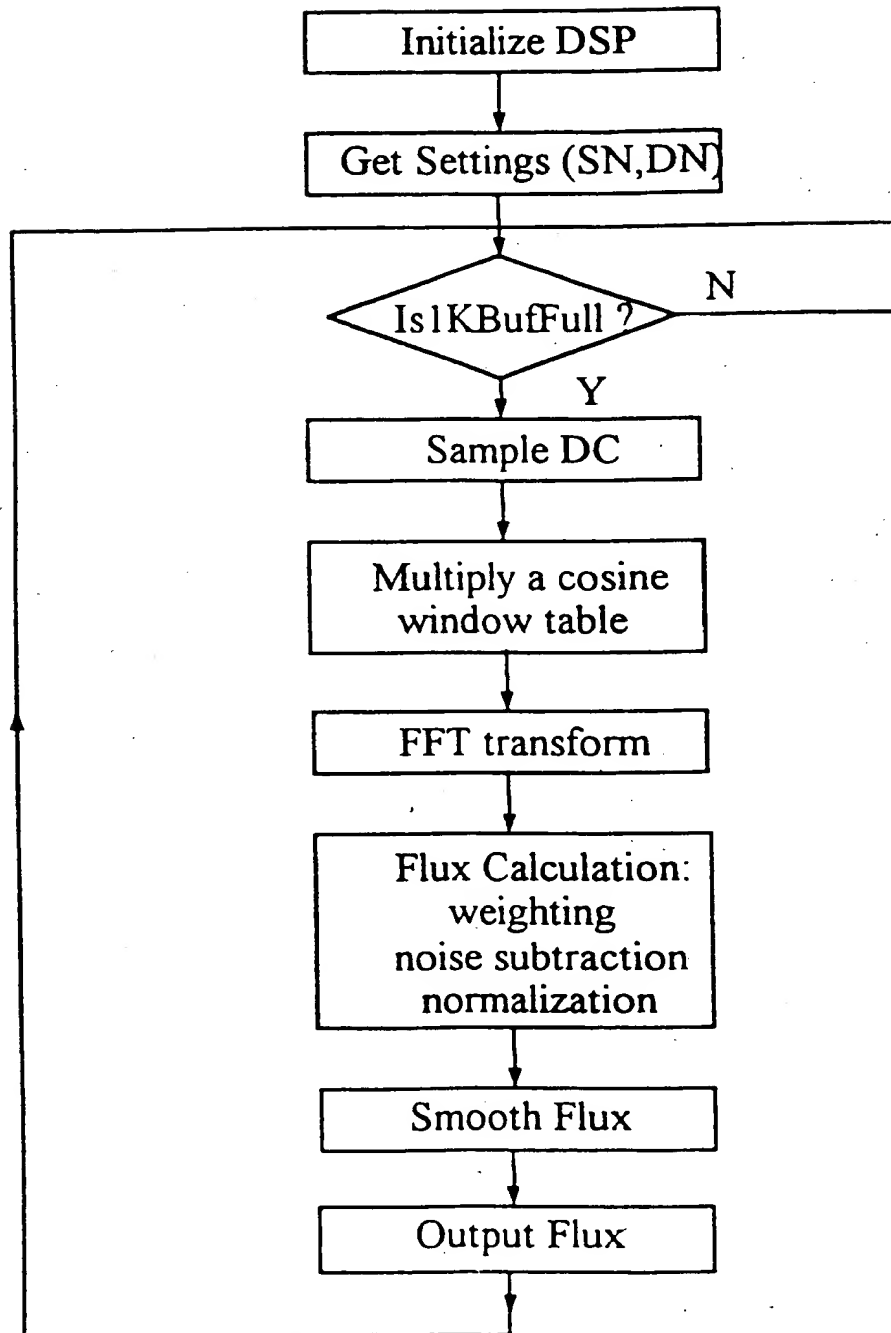 Initialize DSP
Get Settings (SN,DN)
Is1KBufFull ?
N
Y
Sample DC
Multiply a cosine
window table
FFT transform
Flux Calculation:
weighting
noise subtraction
normalization
Smooth Flux
Output Flux